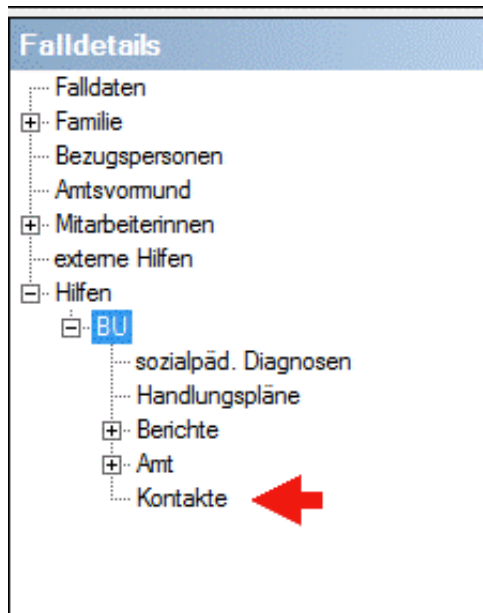 Falldetails
Falldaten
Familie
Bezugspersonen
Amtsvormund
Mitarbeiterinnen
externe Hilfen
Hilfen
BU
sozialpäd. Diagnosen
Handlungspläne
Berichte
Amt
Kontakte